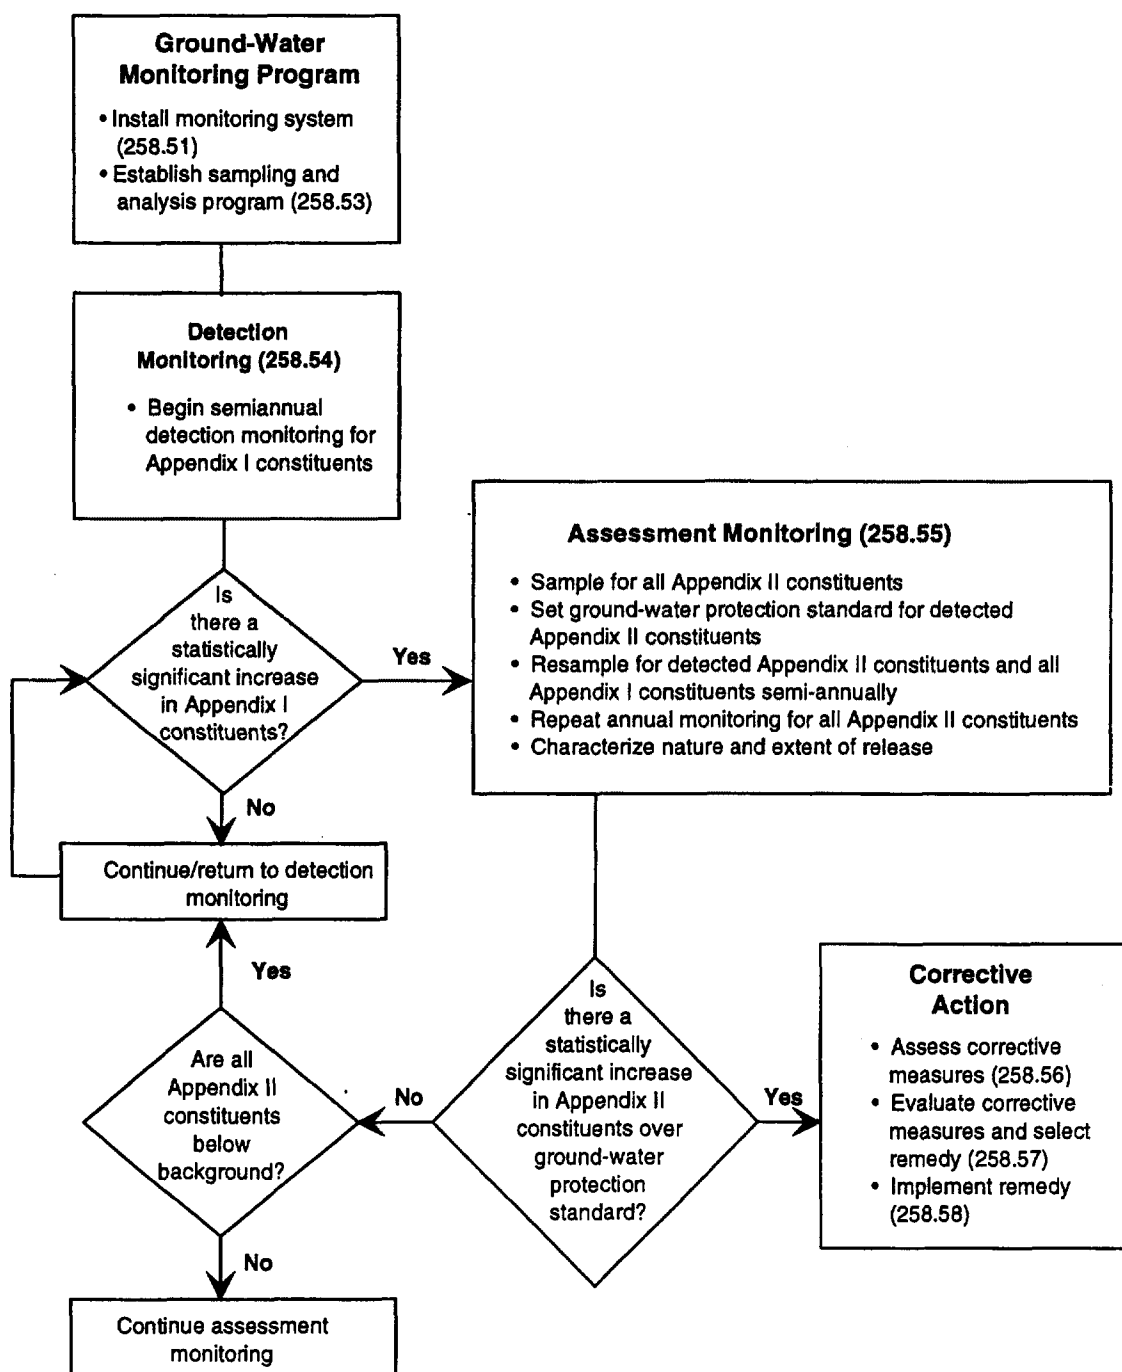 Ground-Water
Monitoring Program
• Install monitoring system
(258.51)
• Establish sampling and
analysis program (258.53)
Detection
Monitoring (258.54)
• Begin semiannual
detection monitoring for
Appendix I constituents
Is
there a
statistically
significant increase
in Appendix I
constituents?
Yes
No
Assessment Monitoring (258.55)
• Sample for all Appendix II constituents
• Set ground-water protection standard for detected
Appendix II constituents
• Resample for detected Appendix II constituents and all
Appendix I constituents semi-annually
• Repeat annual monitoring for all Appendix II constituents
• Characterize nature and extent of release
Continue/return to detection
monitoring
Yes
Are all
Appendix II
constituents
below
background?
No
No
Is
there a
statistically
significant increase
in Appendix II
constituents over
ground-water
protection
standard?
Yes
Corrective
Action
• Assess corrective
measures (258.56)
• Evaluate corrective
measures and select
remedy (258.57)
• Implement remedy
(258.58)
Continue assessment
monitoring